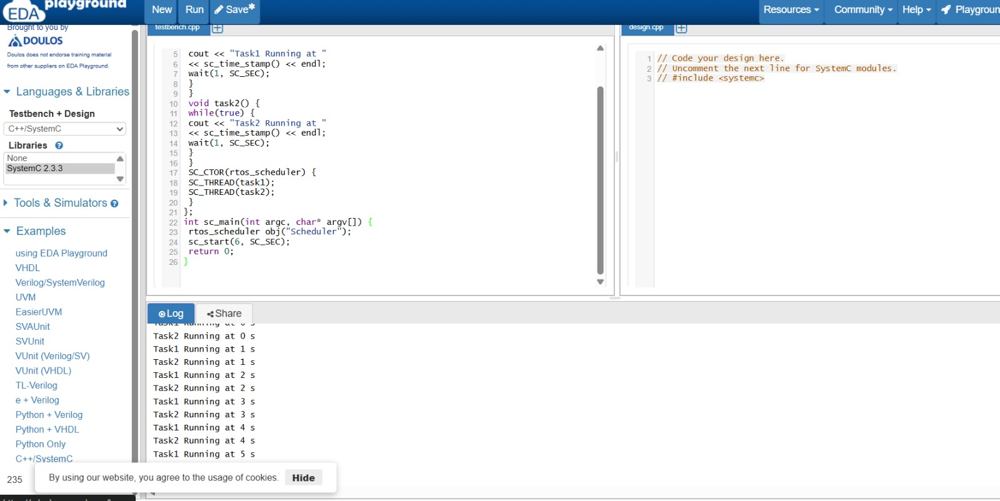 playground
EDA
New
Run
Save*
Resources
Community
Help
Playgroun
Brought to you by
DOULOS
Doulos does not endorse training material
from other suppliers on EDA Playground.
Languages & Libraries
Testbench + Design
C++/SystemC
Libraries ?
None
SystemC 2.3.3
Tools & Simulators ?
Examples
using EDA Playground
VHDL
Verilog/SystemVerilog
UVM
EasierUVM
SVAUnit
SVUnit
VUnit (Verilog/SV)
VUnit (VHDL)
TL-Verilog
e + Verilog
Python + Verilog
Python + VHDL
Python Only
C++/SystemC
235
testbench.cpp
5 cout << "Task1 Running at "
6 << sc_time_stamp() << endl;
7 wait(1, SC_SEC);
8 }
9 }
10 void task2() {
11 while(true) {
12 cout << "Task2 Running at "
13 << sc_time_stamp() << endl;
14 wait(1, SC_SEC);
15 }
16 }
17 SC_CTOR(rtos_scheduler) {
18 SC_THREAD(task1);
19 SC_THREAD(task2);
20 }
21 };
22 int sc_main(int argc, char* argv[]) {
23 rtos_scheduler obj("Scheduler");
24 sc_start(6, SC_SEC);
25 return 0;
26 }
design.cpp
1 // Code your design here.
2 // Uncomment the next line for SystemC modules.
3 // #include <systemc>
Log
Share
Task1 Running at 0 s
Task2 Running at 0 s
Task1 Running at 1 s
Task2 Running at 1 s
Task1 Running at 2 s
Task2 Running at 2 s
Task1 Running at 3 s
Task2 Running at 3 s
Task1 Running at 4 s
Task2 Running at 4 s
Task1 Running at 5 s
By using our website, you agree to the usage of cookies.
Hide